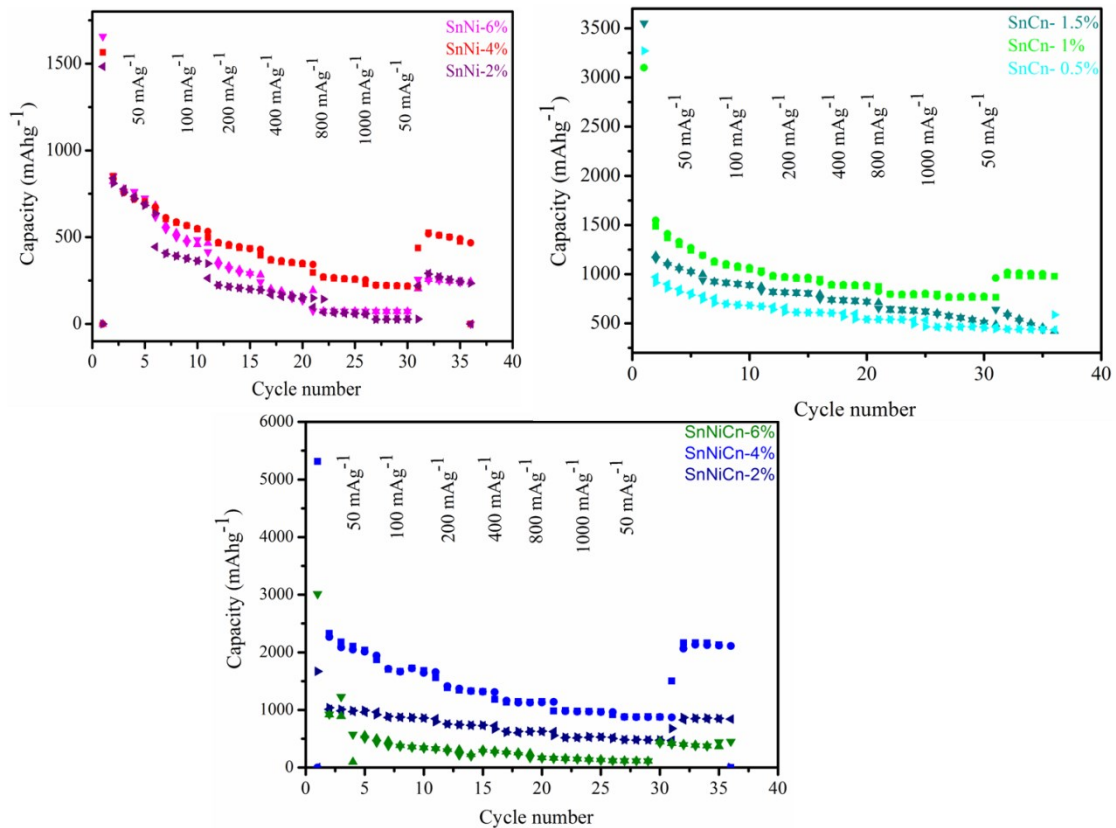 SnNi-6%
SnNi-4%
SnNi-2%
1500
1000
500
0
50 mAg-1
100 mAg-1
200 mAg-1
400 mAg-1
800 mAg-1
1000 mAg-1
50 mAg-1
Capacity (mAhg-1)
0 5 10 15 20 25 30 35 40
Cycle number
SnCn- 1.5%
SnCn- 1%
SnCn- 0.5%
3500
3000
2500
2000
1500
1000
500
50 mAg-1
100 mAg-1
200 mAg-1
400 mAg-1
800 mAg-1
1000 mAg-1
50 mAg-1
Capacity (mAhg-1)
0 10 20 30 40
Cycle number
SnNiCn-6%
SnNiCn-4%
SnNiCn-2%
6000
5000
4000
3000
2000
1000
0
50 mAg-1
100 mAg-1
200 mAg-1
400 mAg-1
800 mAg-1
1000 mAg-1
50 mAg-1
Capacity (mAhg-1)
0 5 10 15 20 25 30 35 40
Cycle number